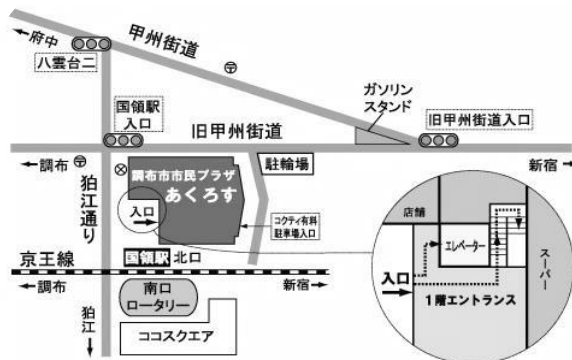 ←府中
甲州街道
八雲台二
国領駅
入口
ガソリン
スタンド
旧甲州街道
旧甲州街道入口
←調布
新宿→
駐輪場
調布市市民プラザ
あくろす
入口
狛江通り
コクティ有料
駐車場入口
京王線
国領駅 北口
←調布
新宿→
南口
ロータリー
狛江
ココスクエア
店舗
エレベーター
スーパー
入口
1階エントランス